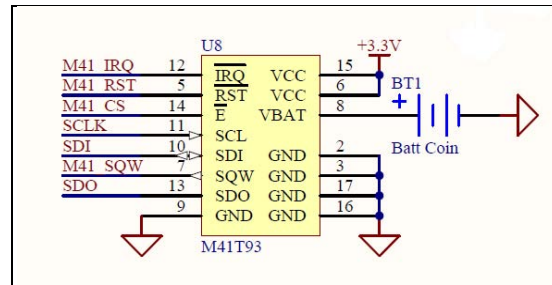 U8
+3.3V
M41 IRQ 12 IRQ VCC 15
M41 RST 5 RST VCC 6
M41 CS 14 E VBAT 8 + BT1
SCLK 11 SCL
SDI 10 SDI GND 2 Batt Coin
M41 SQW 7 SQW GND 3
SDO 13 SDO GND 17
9 GND GND 16
M41T93